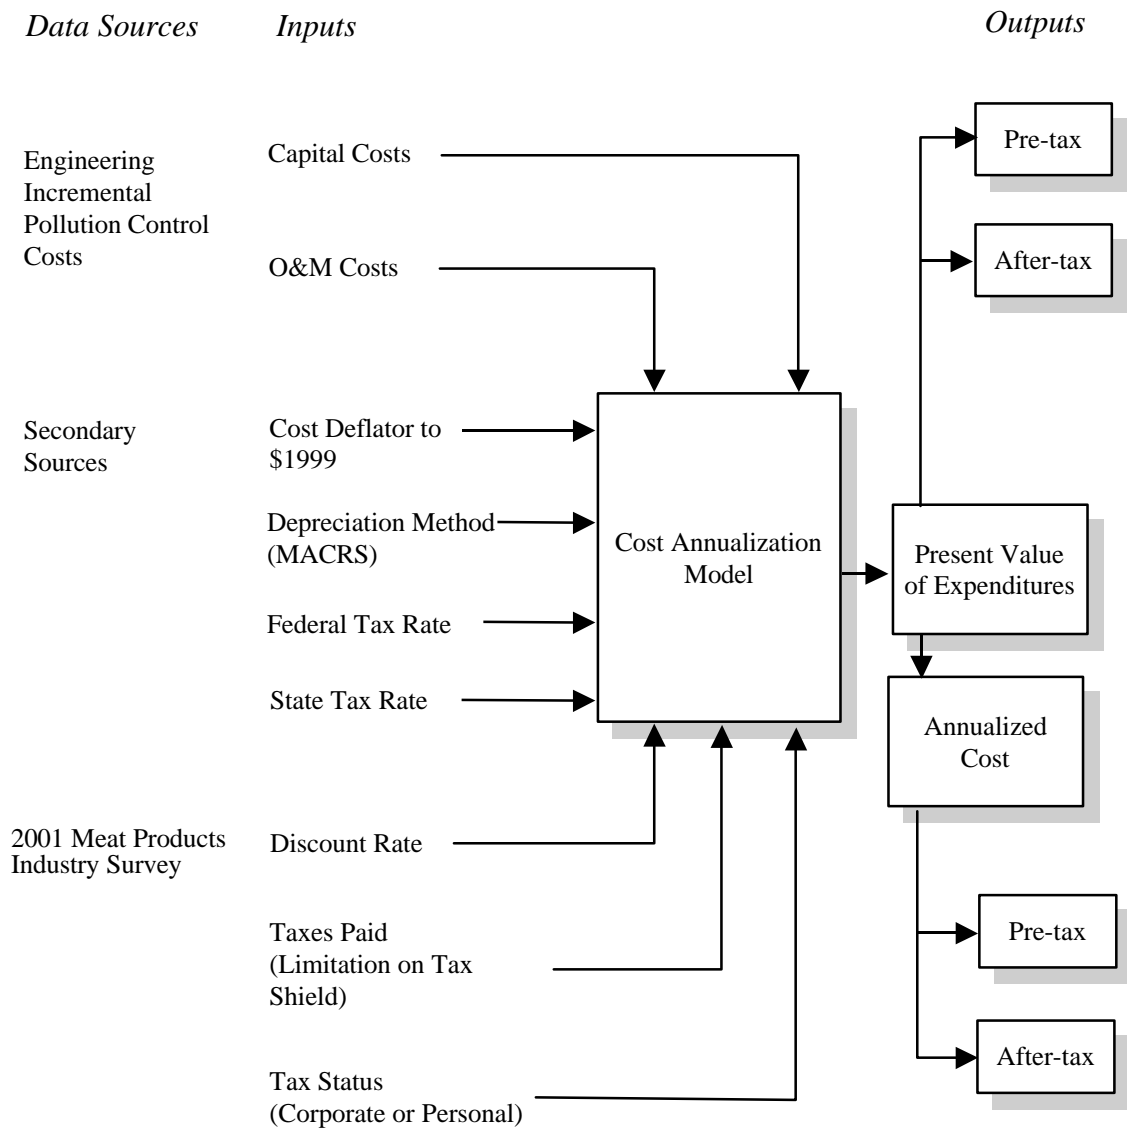 Data Sources
Inputs
Outputs
Engineering
Incremental
Pollution Control
Costs
Capital Costs
O&M Costs
Pre-tax
After-tax
Secondary
Sources
Cost Deflator to
$1999
Depreciation Method
(MACRS)
Federal Tax Rate
State Tax Rate
Cost Annualization
Model
Present Value
of Expenditures
Annualized
Cost
2001 Meat Products
Industry Survey
Discount Rate
Taxes Paid
(Limitation on Tax
Shield)
Tax Status
(Corporate or Personal)
Pre-tax
After-tax